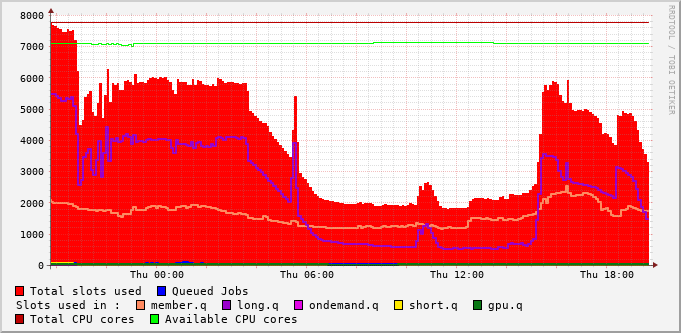 8000
7000
6000
5000
4000
3000
2000
1000
0
Thu 00:00 Thu 06:00 Thu 12:00 Thu 18:00
Total slots used Queued Jobs
Slots used in : member.q long.q ondemand.q short.q gpu.q
Total CPU cores Available CPU cores
RRDTOOL / TOBI OETIKER